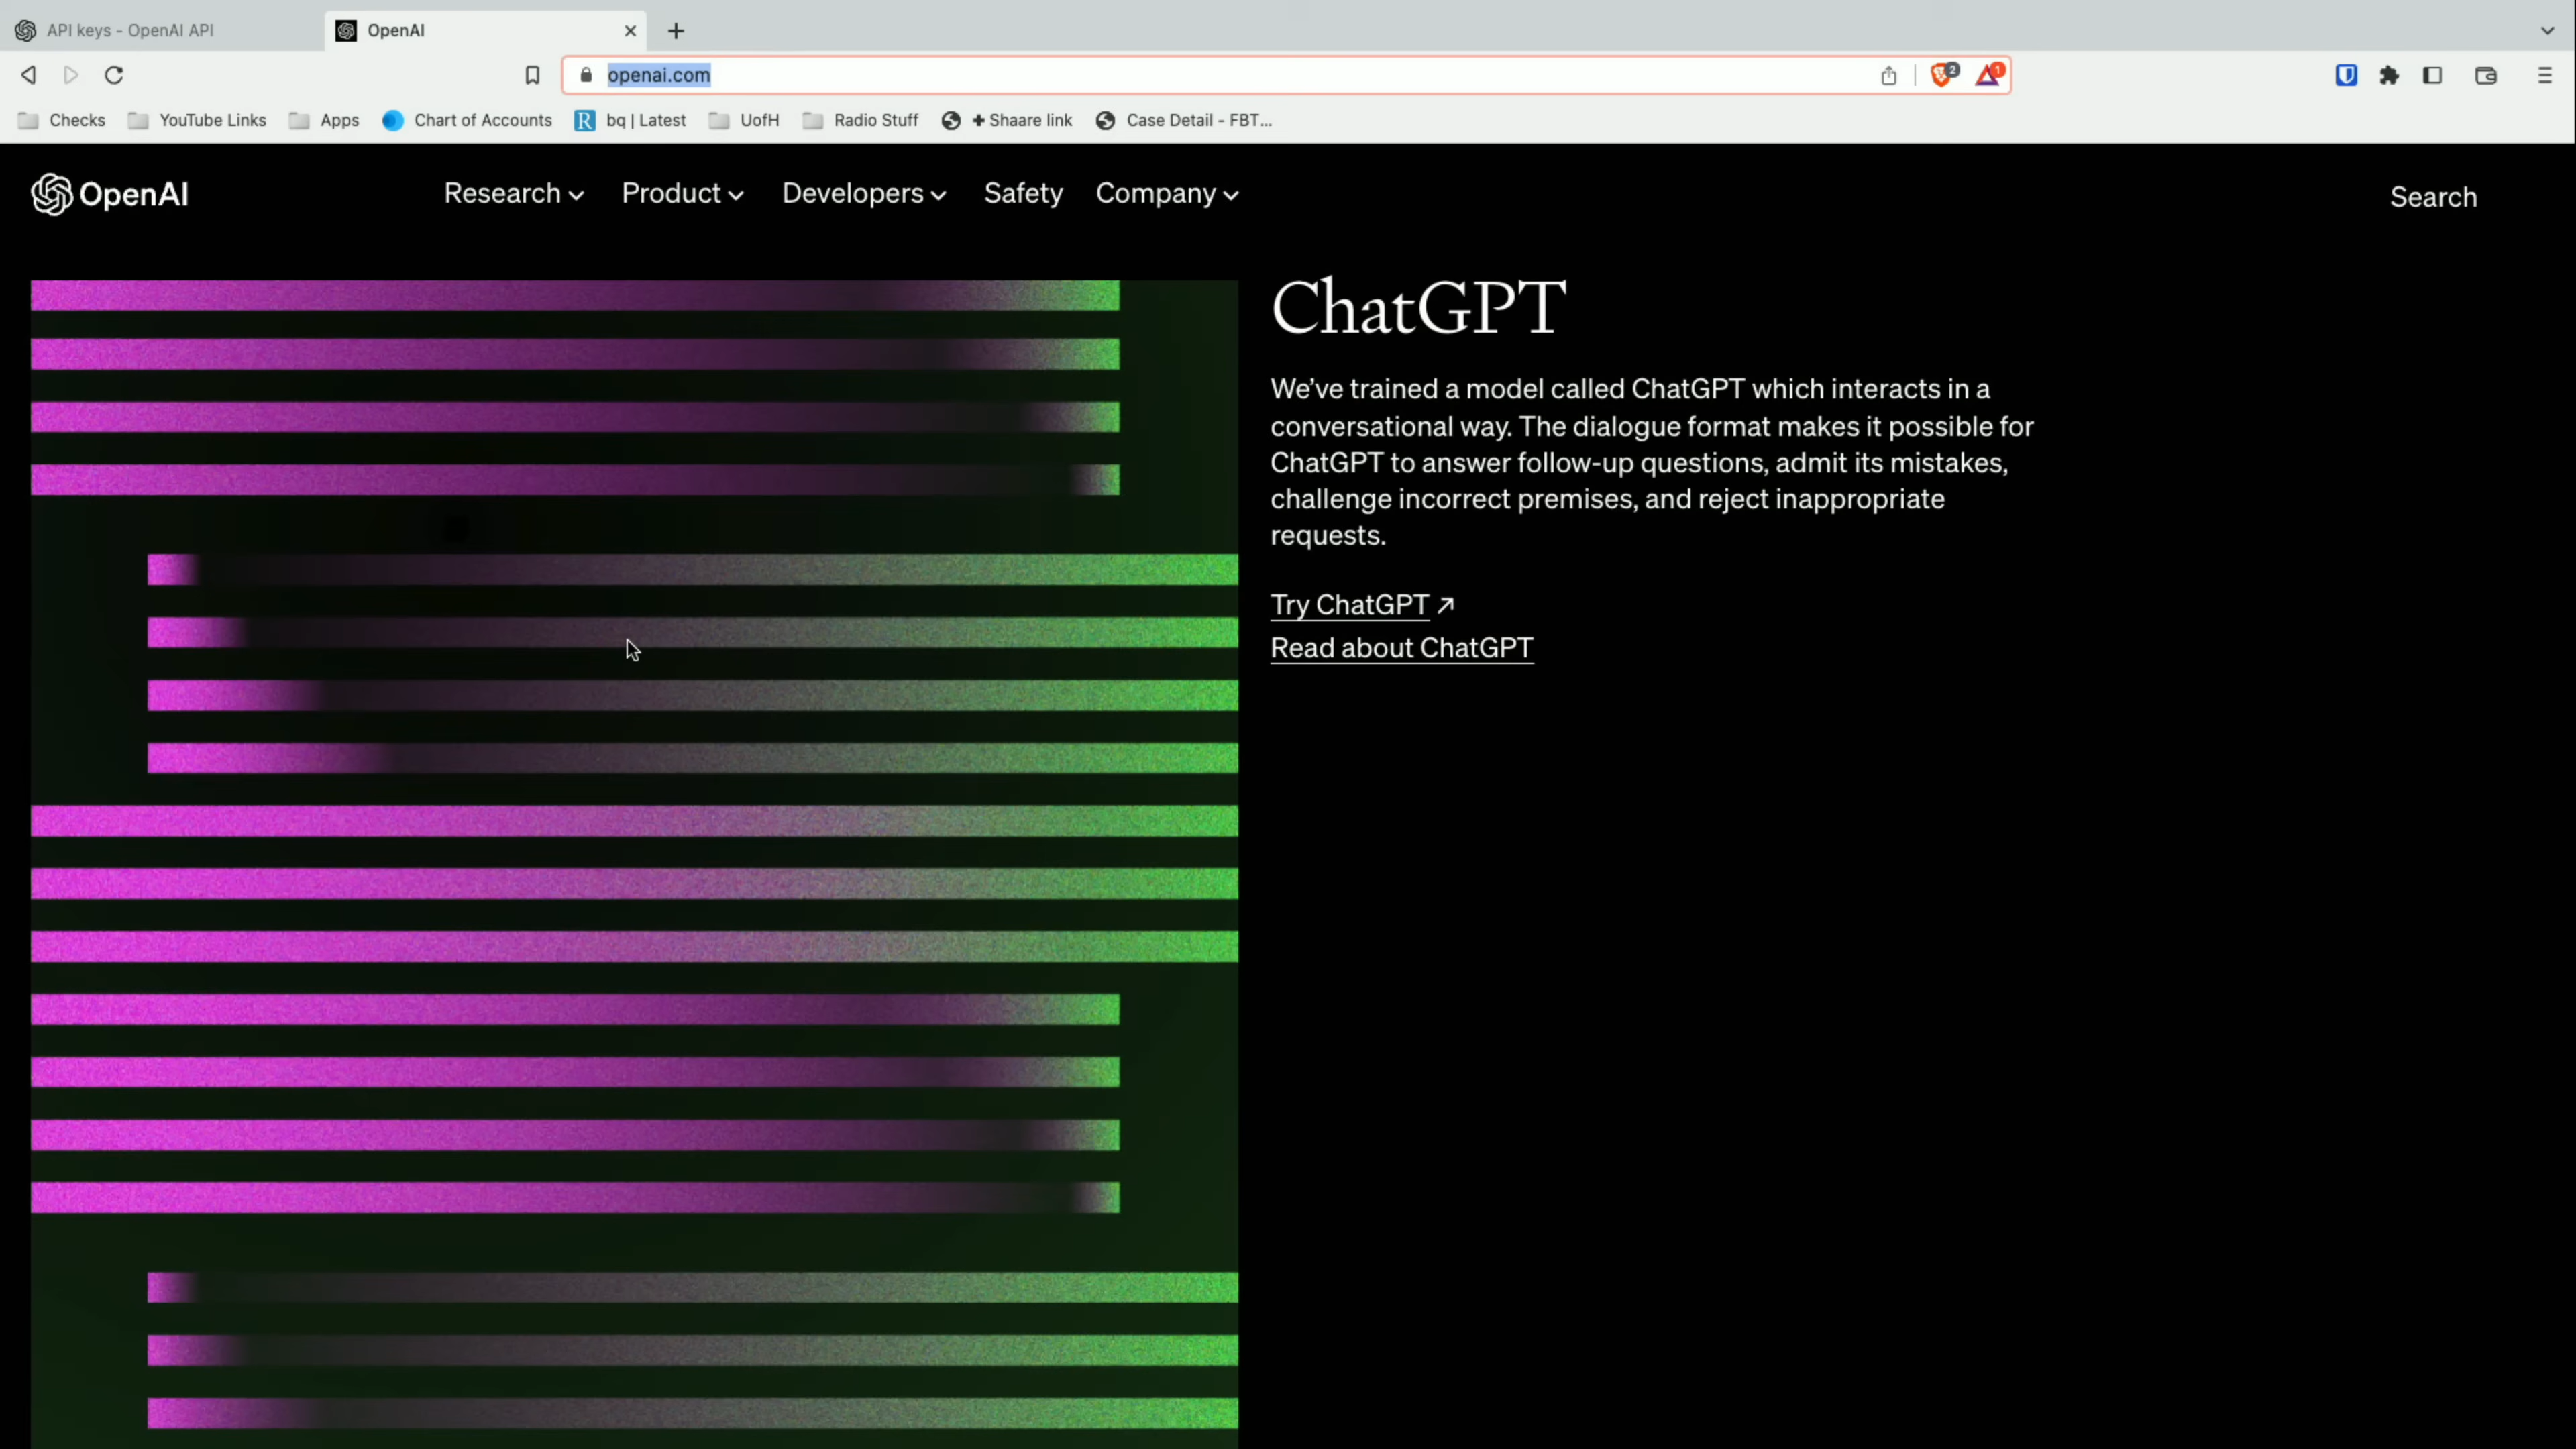 API keys - OpenAI API
OpenAI
openai.com
2
1
Checks
YouTube Links
Apps
Chart of Accounts
R bq | Latest
UofH
Radio Stuff
+ Shaare link
Case Detail - FBT...
OpenAI
Research
Product
Developers
Safety
Company
Search
ChatGPT
We’ve trained a model called ChatGPT which interacts in a
conversational way. The dialogue format makes it possible for
ChatGPT to answer follow-up questions, admit its mistakes,
challenge incorrect premises, and reject inappropriate
requests.
Try ChatGPT ↗
Read about ChatGPT